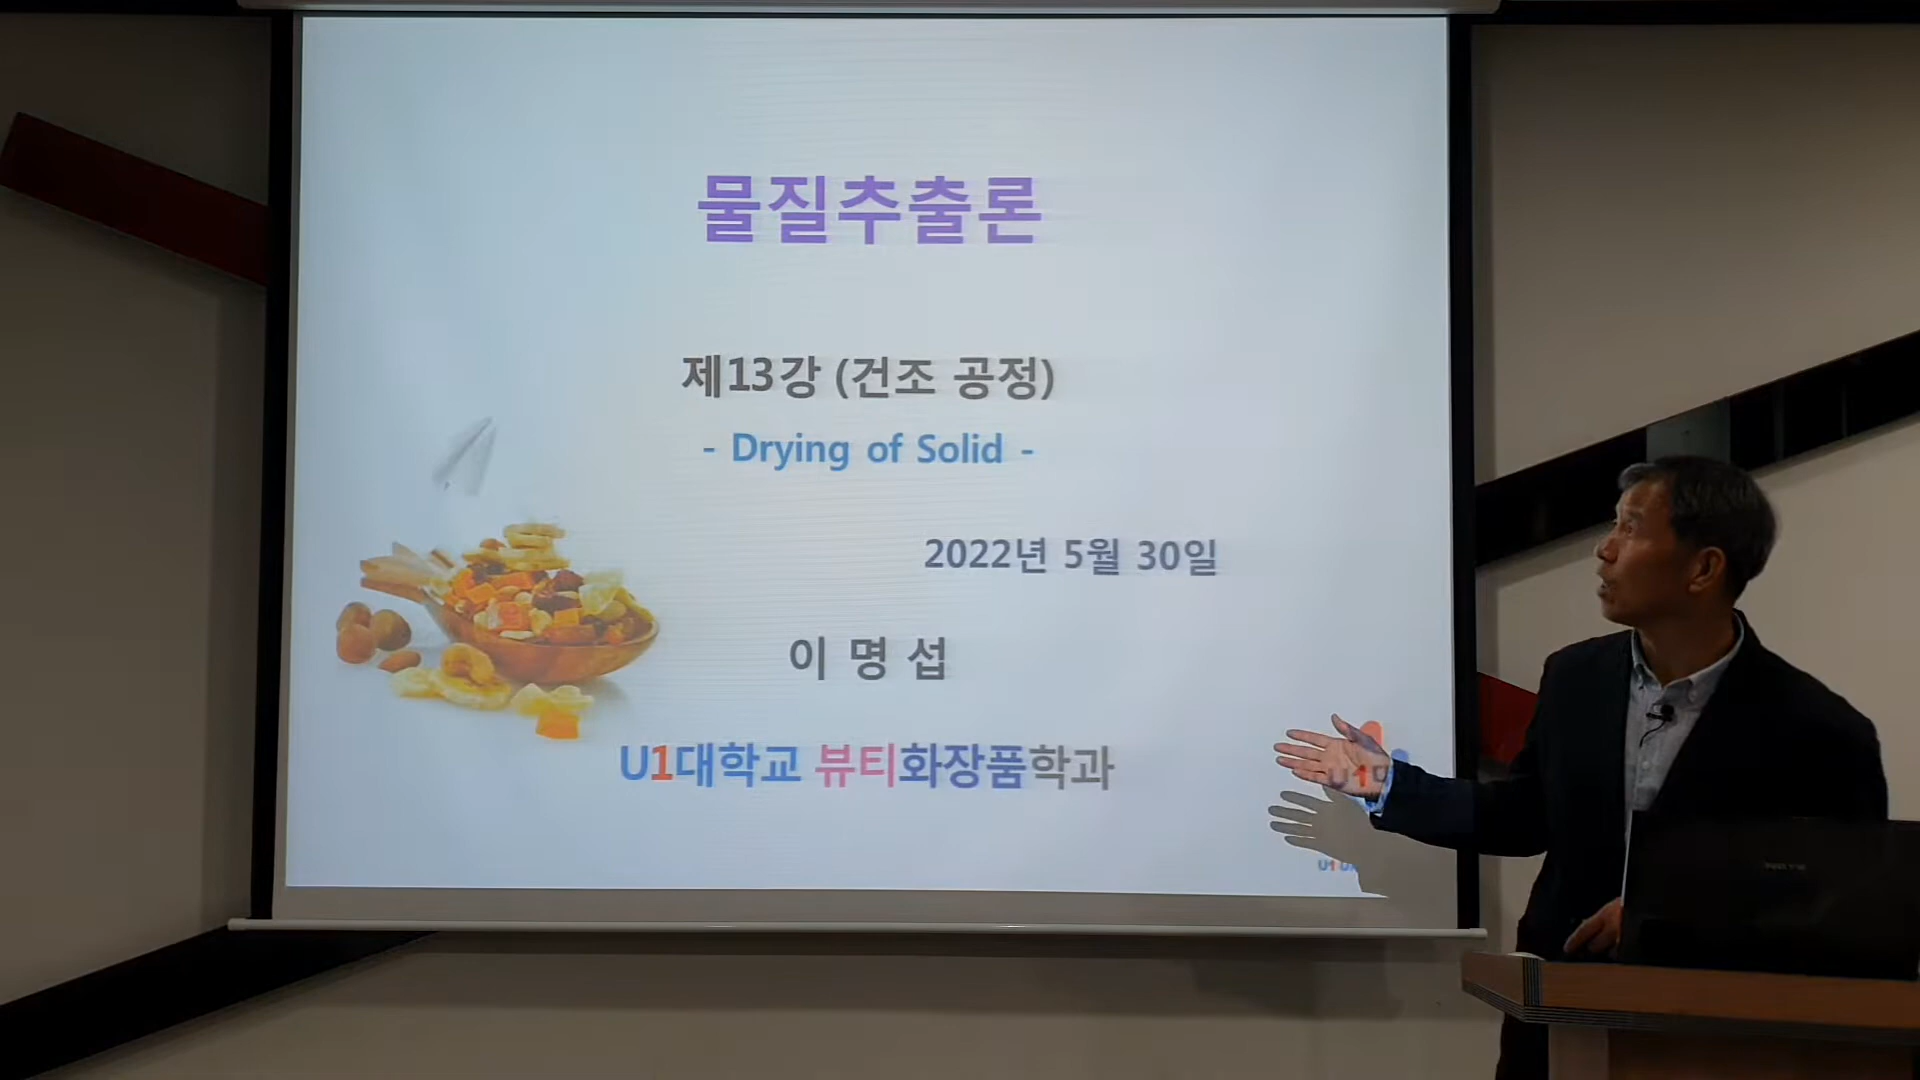 물질추출론
제13강 (건조 공정)
- Drying of Solid -
2022년 5월 30일
이 명 섭
U1대학교 뷰티화장품학과